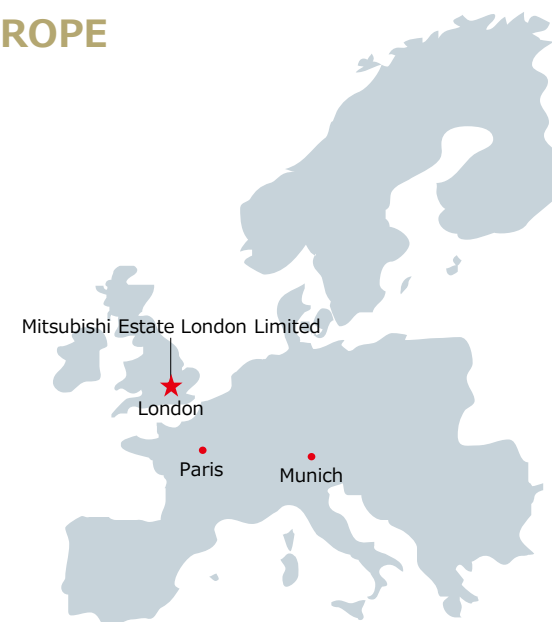 ROPE
Mitsubishi Estate London Limited
London
Paris
Munich